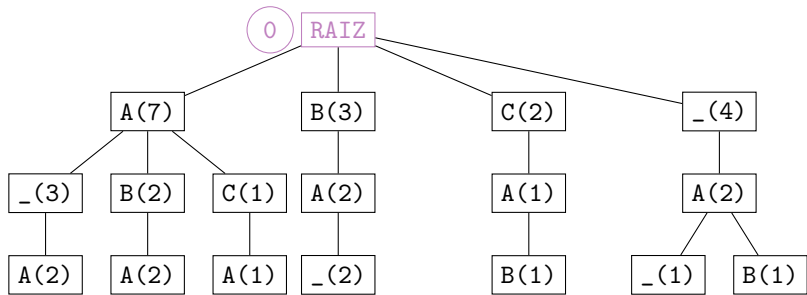 0 RAIZ
A(7) B(3) C(2) _(4)
_(3) B(2) C(1) A(2) A(1) A(2)
A(2) A(2) A(1) _(2) B(1) _(1) B(1)